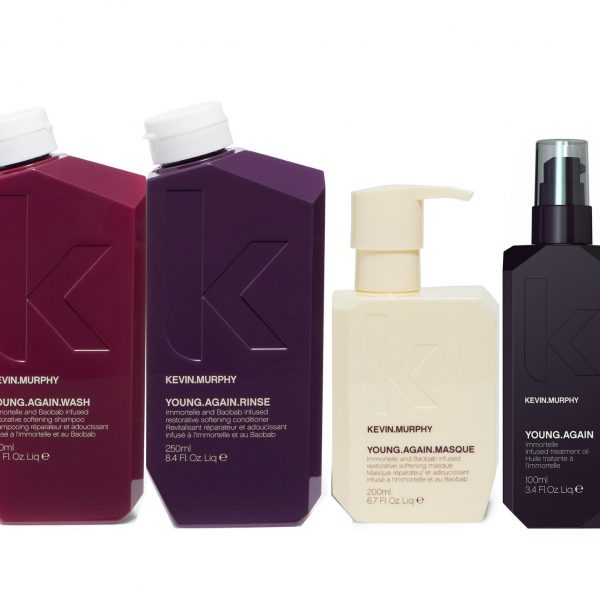 EVIN.MURPHY
OUNG.AGAIN.WASH
mortelle and Baobab infused
storative softening shampoo
ampooing réparateur et adoucissant
fusé à l'Immortelle et au Baobab
0ml
Fl.Oz. Liq ℮
k
KEVIN.MURPHY
YOUNG.AGAIN.RINSE
Immortelle and Baobab infused
restorative softening conditioner
Revitalisant réparateur et adoucissant
infusé à l'Immortelle et au Baobab
250ml
8.4 Fl.Oz. Liq ℮
k
KEVIN.MURPHY
YOUNG.AGAIN.MASQUE
Immortelle and Baobab infused
restorative softening masque
Masque réparateur et adoucissant
infusé à l'Immortelle et au Baobab
200ml
6.7 Fl.Oz. Liq ℮
k
KEVIN.MURPHY
YOUNG.AGAIN
Immortelle
infused treatment oil
Huile traitante à
l'Immortelle
100ml
3.4 Fl.Oz. Liq ℮